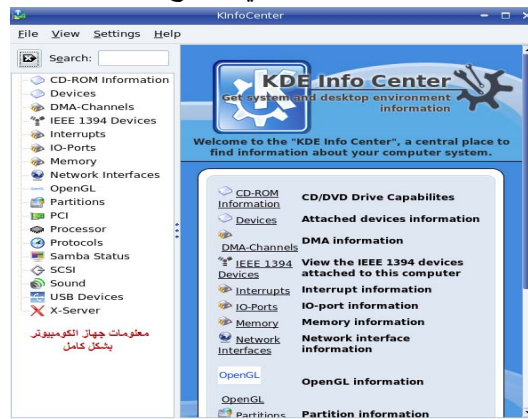 KInfoCenter
File View Settings Help
Search:
CD-ROM Information
Devices
DMA-Channels
IEEE 1394 Devices
Interrupts
IO-Ports
Memory
Network Interfaces
OpenGL
Partitions
PCI
Processor
Protocols
Samba Status
SCSI
Sound
USB Devices
X-Server
معلومات جهاز الكومبيوتر
بشكل كامل
KDE Info Center
Get system and desktop environment
information
Welcome to the "KDE Info Center", a central place to
find information about your computer system.
CD-ROM
Information CD/DVD Drive Capabilites
Devices Attached devices information
DMA-Channels DMA information
IEEE 1394 View the IEEE 1394 devices
Devices attached to this computer
Interrupts Interrupt information
IO-Ports IO-port information
Memory Memory information
Network Network interface
Interfaces information
OpenGL
OpenGL information
OpenGL
Partitions Partition information